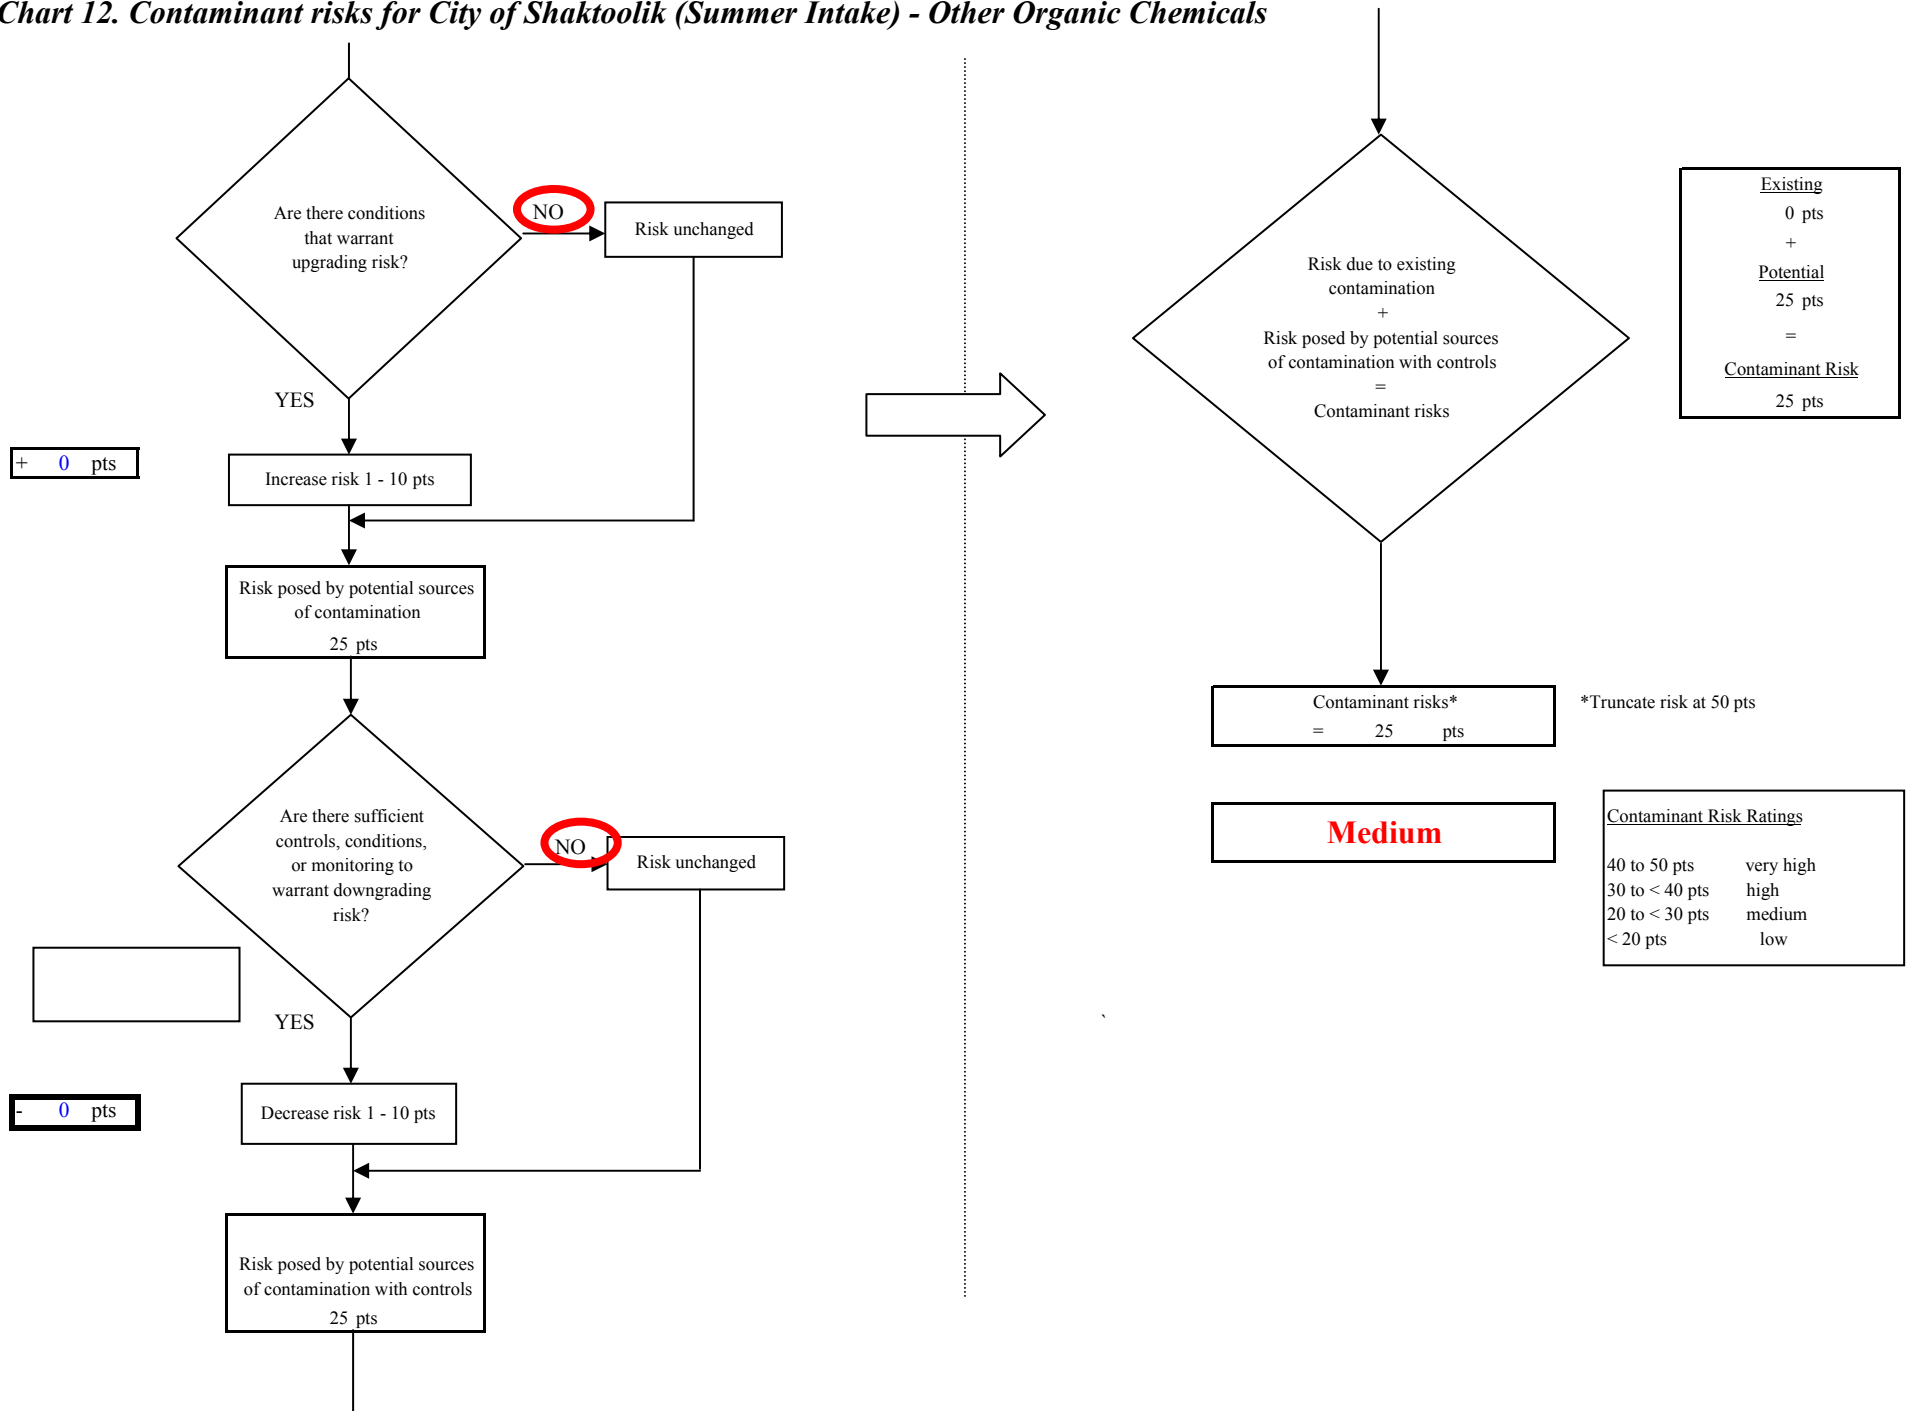 Chart 12. Contaminant risks for City of Shaktoolik (Summer Intake) - Other Organic Chemicals
Are there conditions
that warrant
upgrading risk?
NO
Risk unchanged
YES
+ 0 pts
Increase risk 1 - 10 pts
Risk posed by potential sources
of contamination
25 pts
Are there sufficient
controls, conditions,
or monitoring to
warrant downgrading
risk?
NO
Risk unchanged
YES
- 0 pts
Decrease risk 1 - 10 pts
Risk posed by potential sources
of contamination with controls
25 pts
Risk due to existing
contamination
+
Risk posed by potential sources
of contamination with controls
=
Contaminant risks
Existing
0 pts
+
Potential
25 pts
=
Contaminant Risk
25 pts
Contaminant risks*
= 25 pts
*Truncate risk at 50 pts
Medium
Contaminant Risk Ratings
40 to 50 pts very high
30 to < 40 pts high
20 to < 30 pts medium
< 20 pts low
`